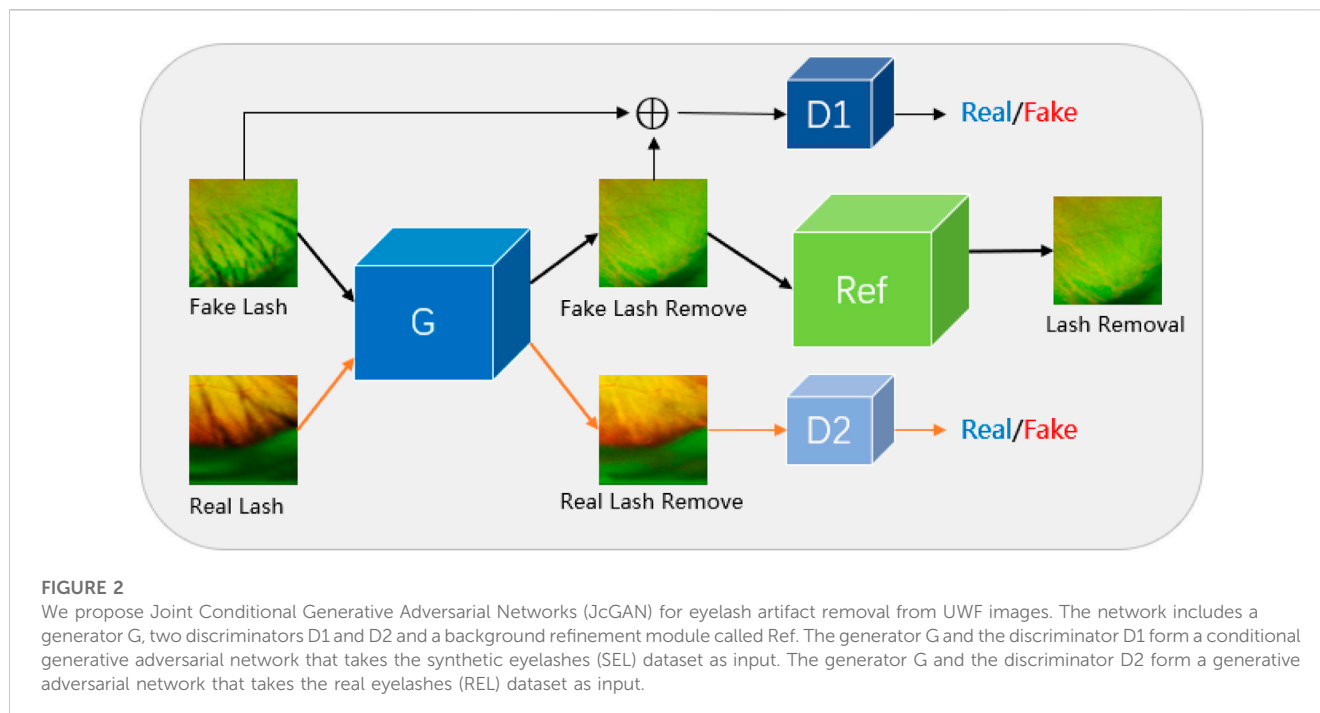 D1
Real/Fake
Fake Lash
G
Fake Lash Remove
Ref
Lash Removal
Real Lash
Real Lash Remove
D2
Real/Fake
FIGURE 2
We propose Joint Conditional Generative Adversarial Networks (JcGAN) for eyelash artifact removal from UWF images. The network includes a
generator G, two discriminators D1 and D2 and a background refinement module called Ref. The generator G and the discriminator D1 form a conditional
generative adversarial network that takes the synthetic eyelashes (SEL) dataset as input. The generator G and the discriminator D2 form a generative
adversarial network that takes the real eyelashes (REL) dataset as input.